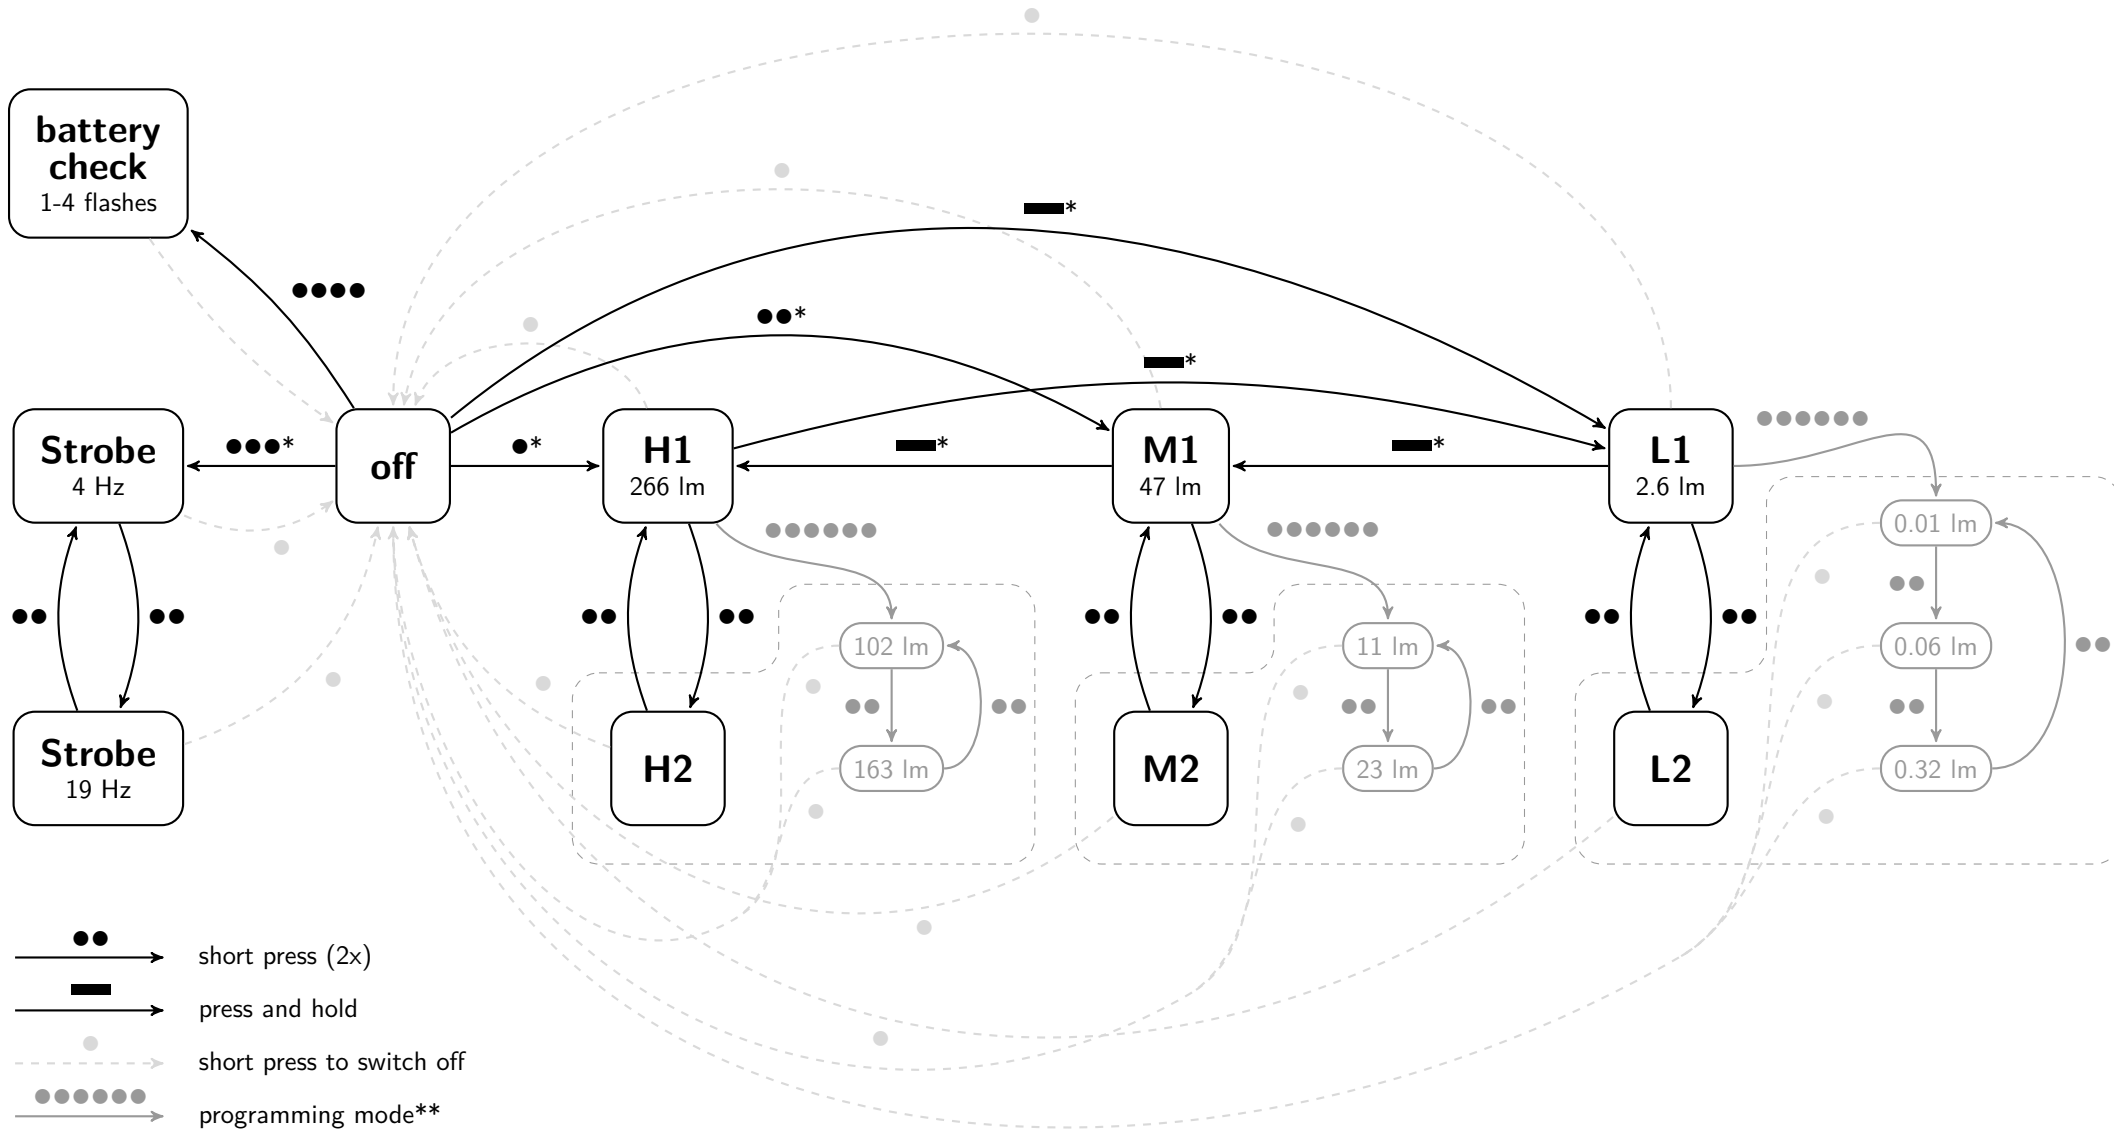 battery
check
1-4 flashes
*
*
*
Strobe
4 Hz
*
off
*
H1
266 lm
*
M1
47 lm
*
L1
2.6 lm
0.01 lm
102 lm
11 lm
0.06 lm
Strobe
19 Hz
H2
163 lm
M2
23 lm
L2
0.32 lm
short press (2x)
press and hold
short press to switch off
programming mode**